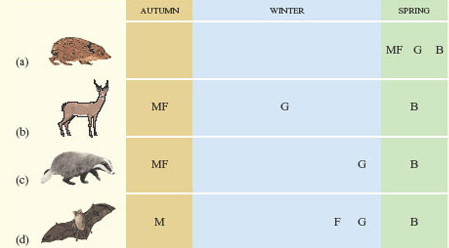 AUTUMN WINTER SPRING
(a) MF G B
(b) MF G B
(c) MF G B
(d) M F G B